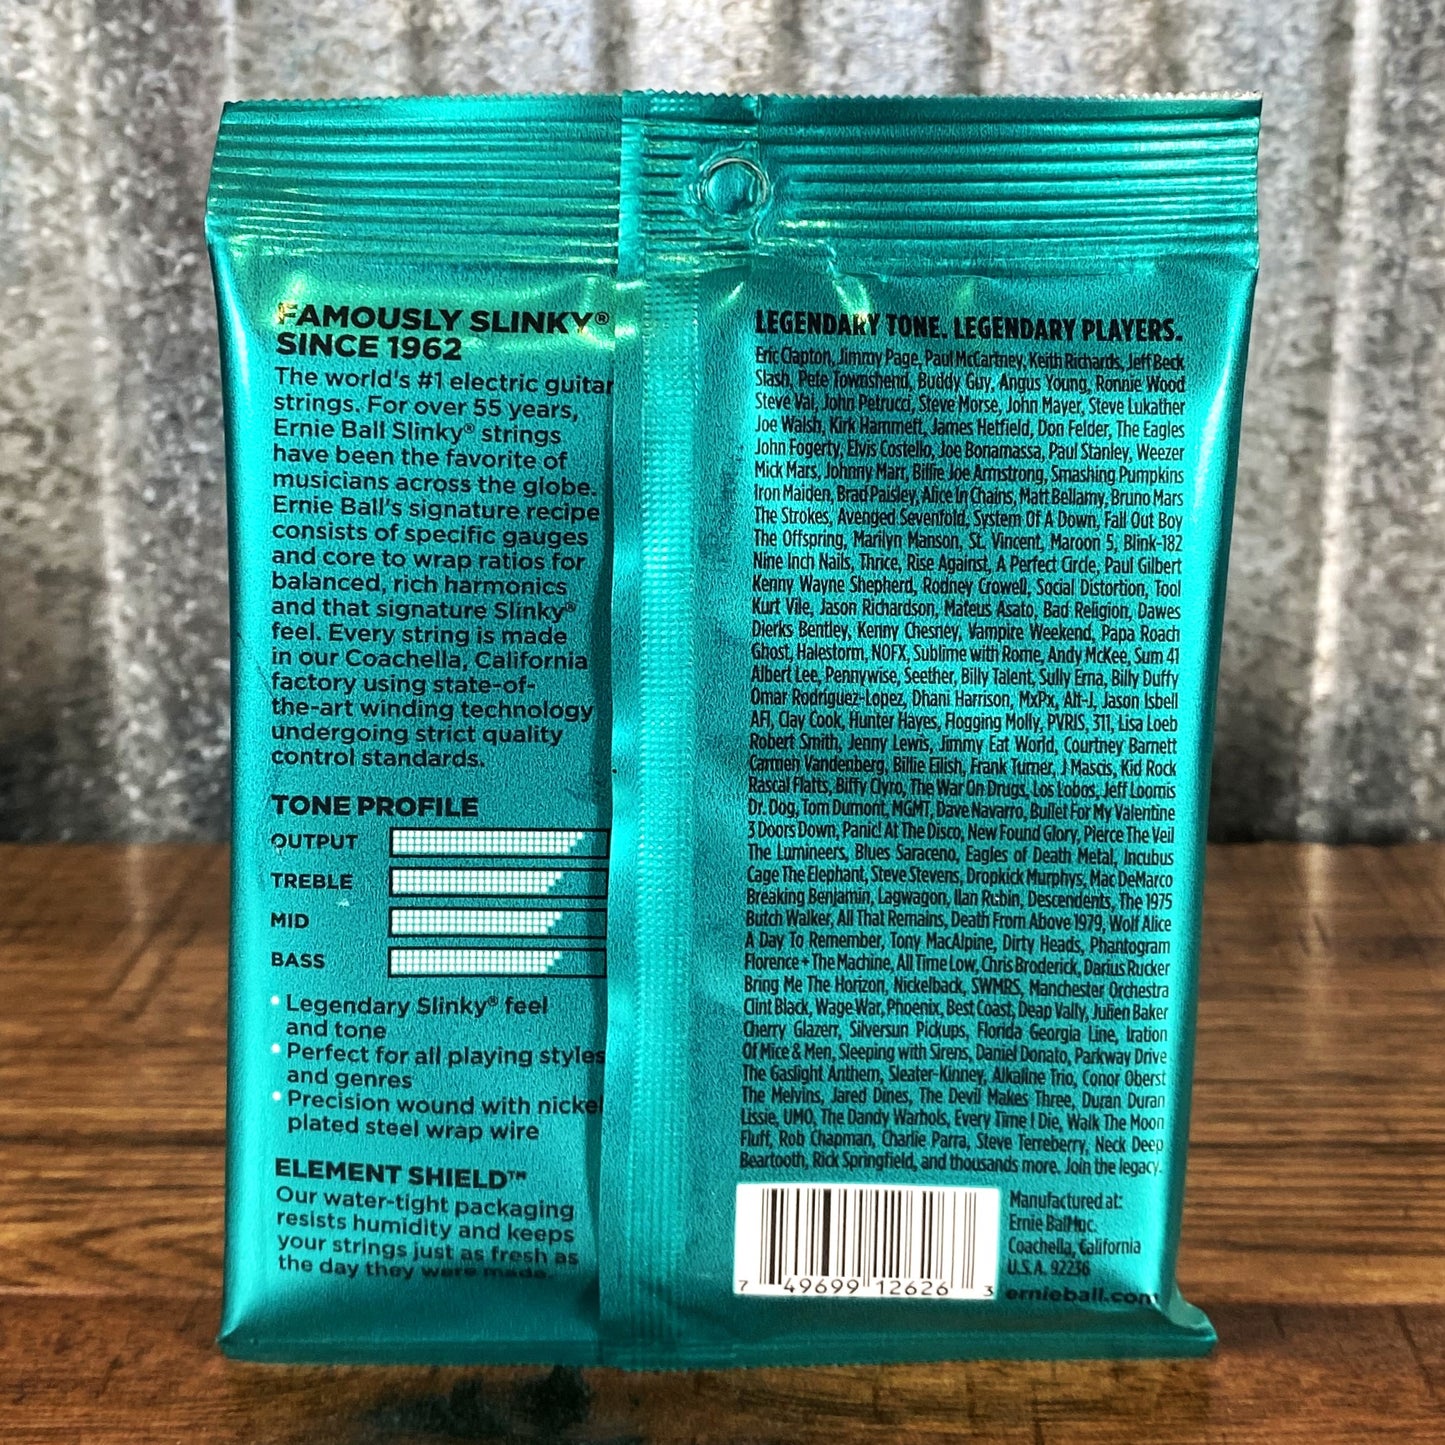 FAMOUSLY SLINKY®
SINCE 1962
The world's #1 electric guitar
strings. For over 55 years,
Ernie Ball Slinky® strings
have been the favorite of
musicians across the globe.
Ernie Ball's signature recipe
consists of specific gauges
and core to wrap ratios for
balanced, rich harmonics
and that signature Slinky®
feel. Every string is made
in our Coachella, California
factory using state-of-
the-art winding technology
undergoing strict quality
control standards.
TONE PROFILE
OUTPUT
TREBLE
MID
BASS
• Legendary Slinky® feel
and tone
• Perfect for all playing styles
and genres
• Precision wound with nickel
plated steel wrap wire
ELEMENT SHIELD™
Our water-tight packaging
resists humidity and keeps
your strings just as fresh as
the day they were made.
LEGENDARY TONE. LEGENDARY PLAYERS.
Eric Clapton, Jimmy Page, Paul McCartney, Keith Richards, Jeff Beck
Slash, Pete Townshend, Buddy Guy, Angus Young, Ronnie Wood
Steve Vai, John Petrucci, Steve Morse, John Mayer, Steve Lukather
Joe Walsh, Kirk Hammett, James Hetfield, Don Felder, The Eagles
John Fogerty, Elvis Costello, Joe Bonamassa, Paul Stanley, Weezer
Mick Mars, Johnny Marr, Billie Joe Armstrong, Smashing Pumpkins
Iron Maiden, Brad Paisley, Alice In Chains, Matt Bellamy, Bruno Mars
The Strokes, Avenged Sevenfold, System Of A Down, Fall Out Boy
The Offspring, Marilyn Manson, St. Vincent, Maroon 5, Blink-182
Nine Inch Nails, Thrice, Rise Against, A Perfect Circle, Paul Gilbert
Kenny Wayne Shepherd, Rodney Crowell, Social Distortion, Tool
Kurt Vile, Jason Richardson, Mateus Asato, Bad Religion, Dawes
Dierks Bentley, Kenny Chesney, Vampire Weekend, Papa Roach
Ghost, Halestorm, NOFX, Sublime with Rome, Andy McKee, Sum 41
Albert Lee, Pennywise, Seether, Billy Talent, Sully Erna, Billy Duffy
Omar Rodriguez-Lopez, Dhani Harrison, MxPx, Alt-J, Jason Isbell
AFI, Clay Cook, Hunter Hayes, Flogging Molly, PVRIS, 311, Lisa Loeb
Robert Smith, Jenny Lewis, Jimmy Eat World, Courtney Barnett
Carmen Vandenberg, Billie Eilish, Frank Turner, J Mascis, Kid Rock
Rascal Flatts, Biffy Clyro, The War On Drugs, Los Lobos, Jeff Loomis
Dr. Dog, Tom Dumont, MGMT, Dave Navarro, Bullet For My Valentine
3 Doors Down, Panic! At The Disco, New Found Glory, Pierce The Veil
The Lumineers, Blues Saraceno, Eagles of Death Metal, Incubus
Cage The Elephant, Steve Stevens, Dropkick Murphys, Mac DeMarco
Breaking Benjamin, Lagwagon, Ilan Rubin, Descendents, The 1975
Butch Walker, All That Remains, Death From Above 1979, Wolf Alice
A Day To Remember, Tony MacAlpine, Dirty Heads, Phantogram
Florence + The Machine, All Time Low, Chris Broderick, Darius Rucker
Bring Me The Horizon, Nickelback, SWMRS, Manchester Orchestra
Clint Black, Wage War, Phoenix, Best Coast, Deap Vally, Julien Baker
Cherry Glazerr, Silversun Pickups, Florida Georgia Line, Iration
Of Mice & Men, Sleeping with Sirens, Daniel Donato, Parkway Drive
The Gaslight Anthem, Sleater-Kinney, Alkaline Trio, Conor Oberst
The Melvins, Jared Dines, The Devil Makes Three, Duran Duran
Lissie, UMO, The Dandy Warhols, Every Time I Die, Walk The Moon
Fluff, Rob Chapman, Charlie Parra, Steve Terreberry, Neck Deep
Beartooth, Rick Springfield, and thousands more. Join the legacy.
Manufactured at:
Ernie Ball Inc.
Coachella, California
U.S.A. 92236
ernieball.com
7 49699 12626 3